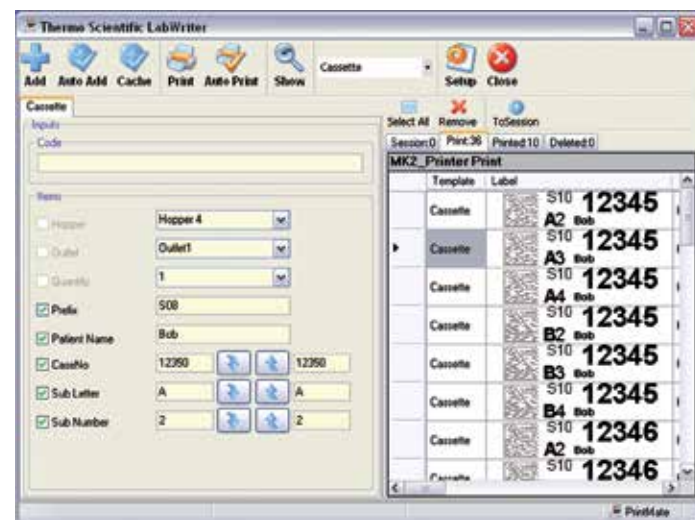 Thermo Scientific LabWriter
Add Auto Add Cache Print Auto Print Show Cassette Setup Close
Cassette
Inputs
Code
Items
Hopper Hopper 4
Outlet Outlet1
Quantity 1
Prefix S08
Patient Name Bob
CaseNo 12350 12350
Sub Letter A A
Sub Number 2 2
Select All Remove ToSession
Session:0 Print:36 Printed:10 Deleted:0
MK2_Printer Print
Template Label
Cassette S10 12345
A2 Bob
Cassette S10 12345
A3 Bob
Cassette S10 12345
A4 Bob
Cassette S10 12345
B2 Bob
Cassette S10 12345
B3 Bob
Cassette S10 12345
B4 Bob
Cassette S10 12346
A2 Bob
Cassette S10 12346
PrintMate